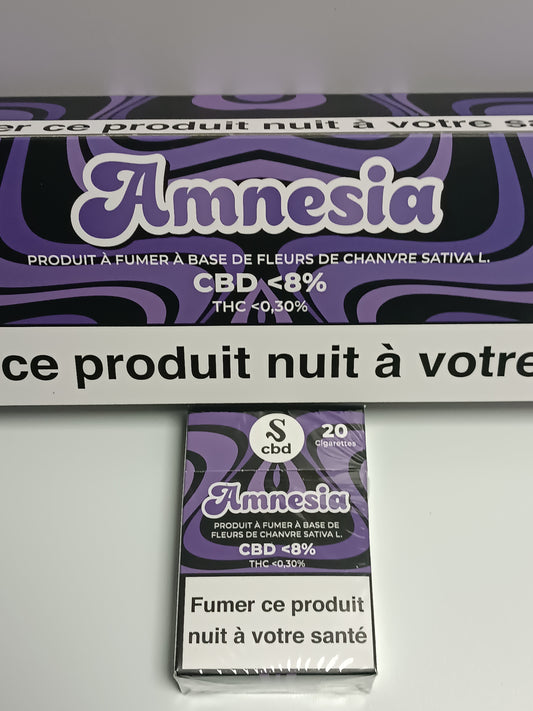 er ce produit nuit à votre sa
Amnesia
PRODUIT À FUMER À BASE DE FLEURS DE CHANVRE SATIVA L.
CBD <8%
THC <0,30%
ce produit nuit à votre
S
cbd
20
Cigarettes
Amnesia
PRODUIT À FUMER À BASE DE
FLEURS DE CHANVRE SATIVA L.
CBD <8%
THC <0,30%
Fumer ce produit
nuit à votre santé